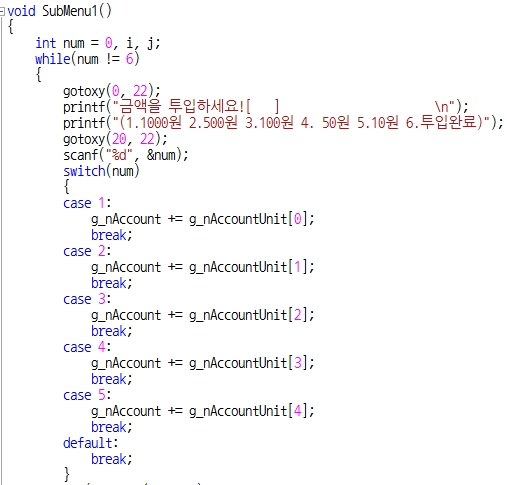 void SubMenu1()
{
    int num = 0, i, j;
    while(num != 6)
    {
        gotoxy(0, 22);
        printf("금액을 투입하세요![   ]                      \n");
        printf("(1.1000원 2.500원 3.100원 4. 50원 5.10원 6.투입완료)");
        gotoxy(20, 22);
        scanf("%d", &num);
        switch(num)
        {
        case 1:
            g_nAccount += g_nAccountUnit[0];
            break;
        case 2:
            g_nAccount += g_nAccountUnit[1];
            break;
        case 3:
            g_nAccount += g_nAccountUnit[2];
            break;
        case 4:
            g_nAccount += g_nAccountUnit[3];
            break;
        case 5:
            g_nAccount += g_nAccountUnit[4];
            break;
        default:
            break;
        }